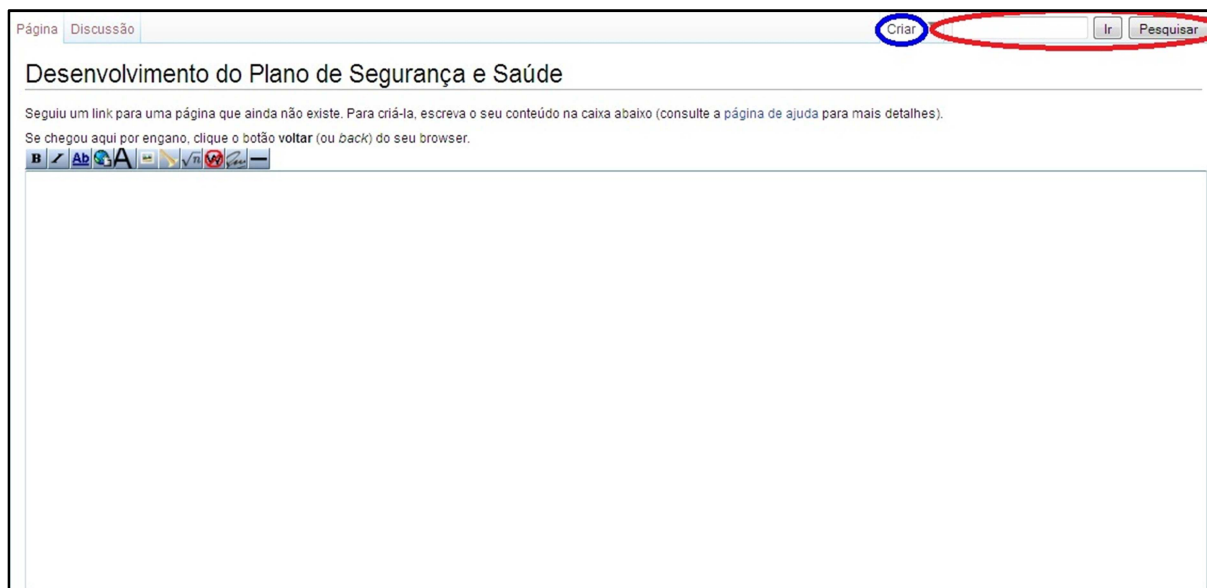 Página Discussão Criar Ir Pesquisar
Desenvolvimento do Plano de Segurança e Saúde
Seguiu um link para uma página que ainda não existe. Para criá-la, escreva o seu conteúdo na caixa abaixo (consulte a página de ajuda para mais detalhes).
Se chegou aqui por engano, clique o botão voltar (ou back) do seu browser.
B I Ab A √n W